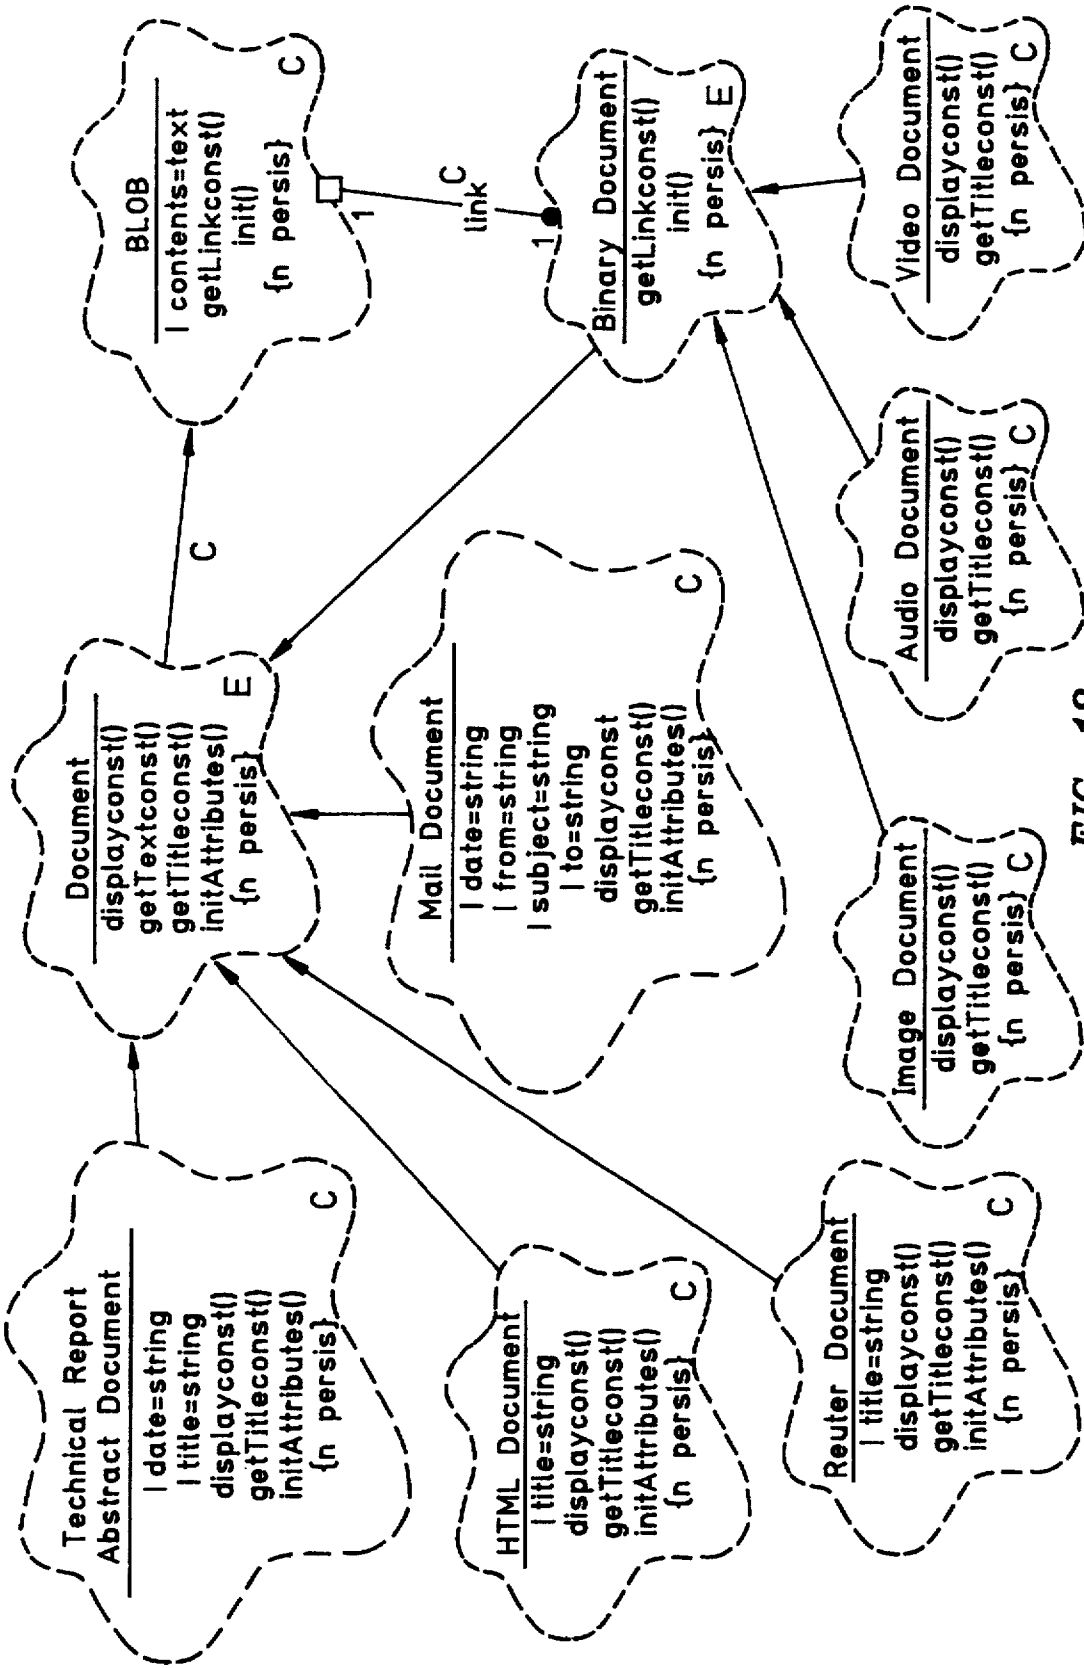 Technical Report
Abstract Document
| date=string
| title=string
displayconst()
getTitleconst()
initAttributes()
{n persis}
C
Document
displayconst()
getTextconst()
getTitleconst()
initAttributes()
{n persis}
E
C
BLOB
| contents=text
getLinkconst()
init()
{n persis}
C
1
C
link
1
HTML Document
| title=string
displayconst()
getTitleconst()
initAttributes()
{n persis}
C
Mail Document
| date=string
| from=string
| subject=string
| to=string
displayconst
getTitleconst()
initAttributes()
{n persis}
C
Binary Document
getLinkconst()
init()
{n persis}
E
Reuter Document
| title=string
displayconst()
getTitleconst()
initAttributes()
{n persis}
C
Image Document
displayconst()
getTitleconst()
{n persis}
C
Audio Document
displayconst()
getTitleconst()
{n persis}
C
Video Document
displayconst()
getTitleconst()
{n persis}
C
FIG